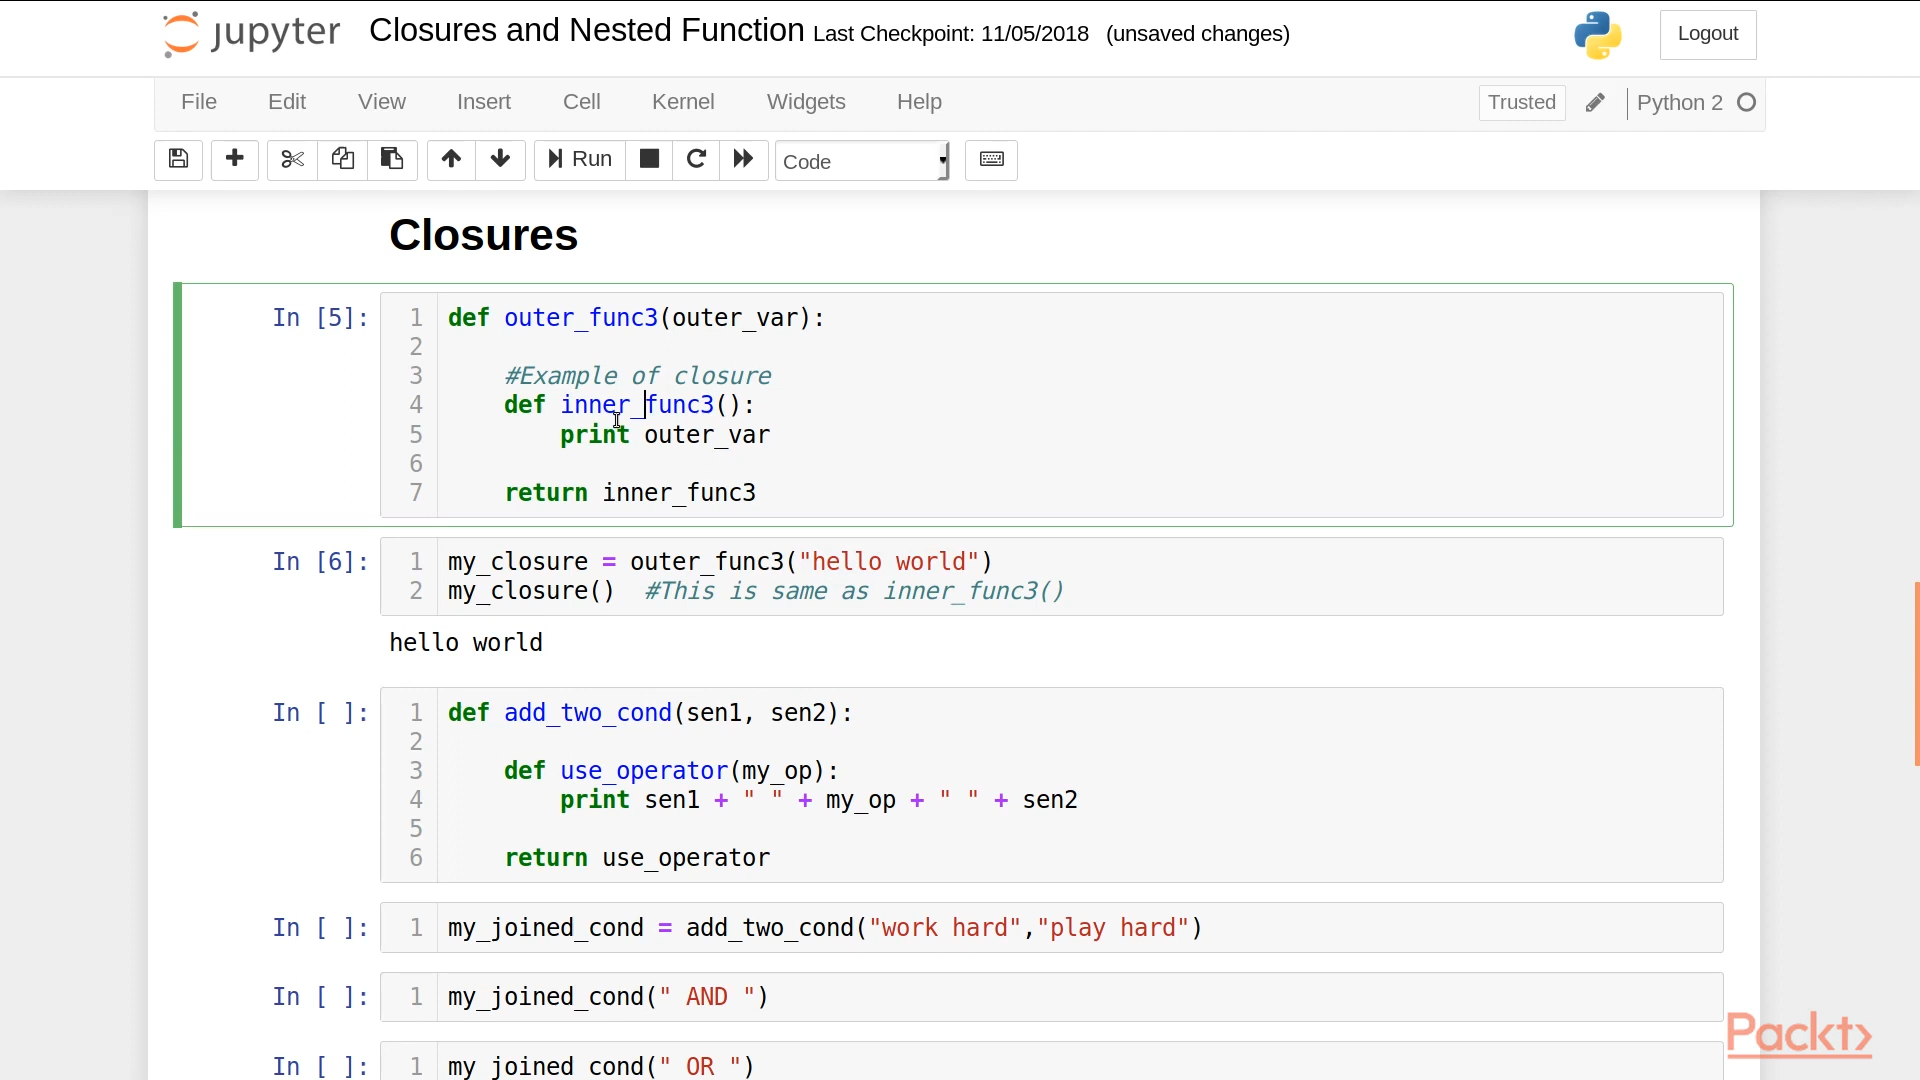 jupyter Closures and Nested Function Last Checkpoint: 11/05/2018 (unsaved changes) Logout
File Edit View Insert Cell Kernel Widgets Help Trusted Python 2
Run Code
Closures
In [5]: 1 def outer_func3(outer_var):
2
3 #Example of closure
4 def inner_func3():
5 print outer_var
6
7 return inner_func3
In [6]: 1 my_closure = outer_func3("hello world")
2 my_closure()  #This is same as inner_func3()
hello world
In [ ]: 1 def add_two_cond(sen1, sen2):
2
3 def use_operator(my_op):
4 print sen1 + " " + my_op + " " + sen2
5
6 return use_operator
In [ ]: 1 my_joined_cond = add_two_cond("work hard","play hard")
In [ ]: 1 my_joined_cond(" AND ")
In [ ]: 1 my_joined_cond(" OR ")
Packt>